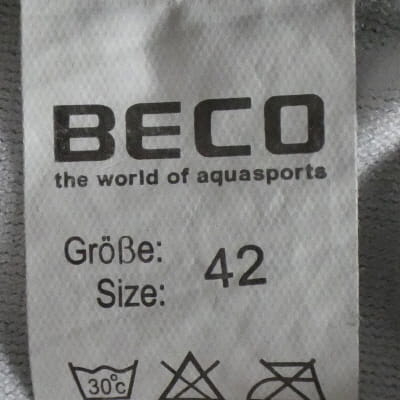 BECO
the world of aquasports
Größe:
Size: 42
30°c